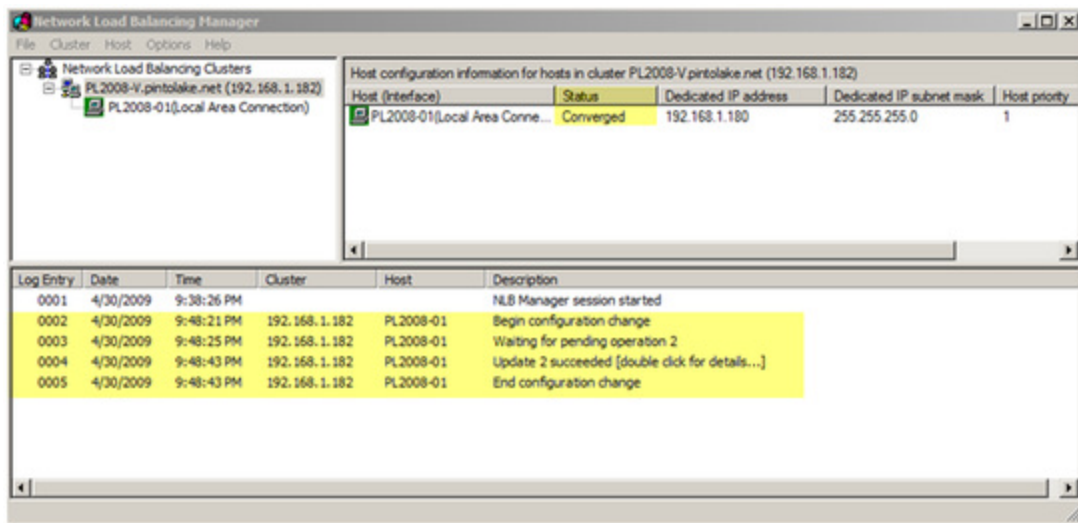 Network Load Balancing Manager
File Cluster Host Options Help
Network Load Balancing Clusters
PL2008-V.pintolake.net (192.168.1.182)
PL2008-01(Local Area Connection)
Host configuration information for hosts in cluster PL2008-V.pintolake.net (192.168.1.182)
Host (Interface) Status Dedicated IP address Dedicated IP subnet mask Host priority
PL2008-01(Local Area Conne... Converged 192.168.1.180 255.255.255.0 1
Log Entry Date Time Cluster Host Description
0001 4/30/2009 9:38:26 PM NLB Manager session started
0002 4/30/2009 9:48:21 PM 192.168.1.182 PL2008-01 Begin configuration change
0003 4/30/2009 9:48:25 PM 192.168.1.182 PL2008-01 Waiting for pending operation 2
0004 4/30/2009 9:48:43 PM 192.168.1.182 PL2008-01 Update 2 succeeded [double click for details...]
0005 4/30/2009 9:48:43 PM 192.168.1.182 PL2008-01 End configuration change